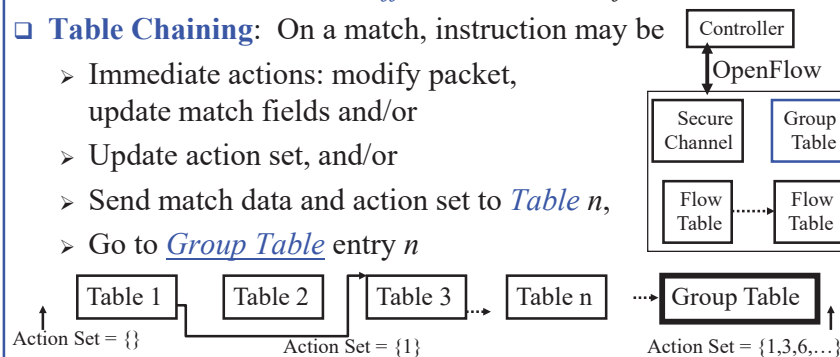 Table Chaining: On a match, instruction may be
Immediate actions: modify packet,
update match fields and/or
Update action set, and/or
Send match data and action set to Table n,
Go to Group Table entry n
Controller
OpenFlow
Secure
Channel
Group
Table
Flow
Table
Flow
Table
Table 1
Table 2
Table 3
Table n
Group Table
Action Set = {}
Action Set = {1}
Action Set = {1,3,6,…}